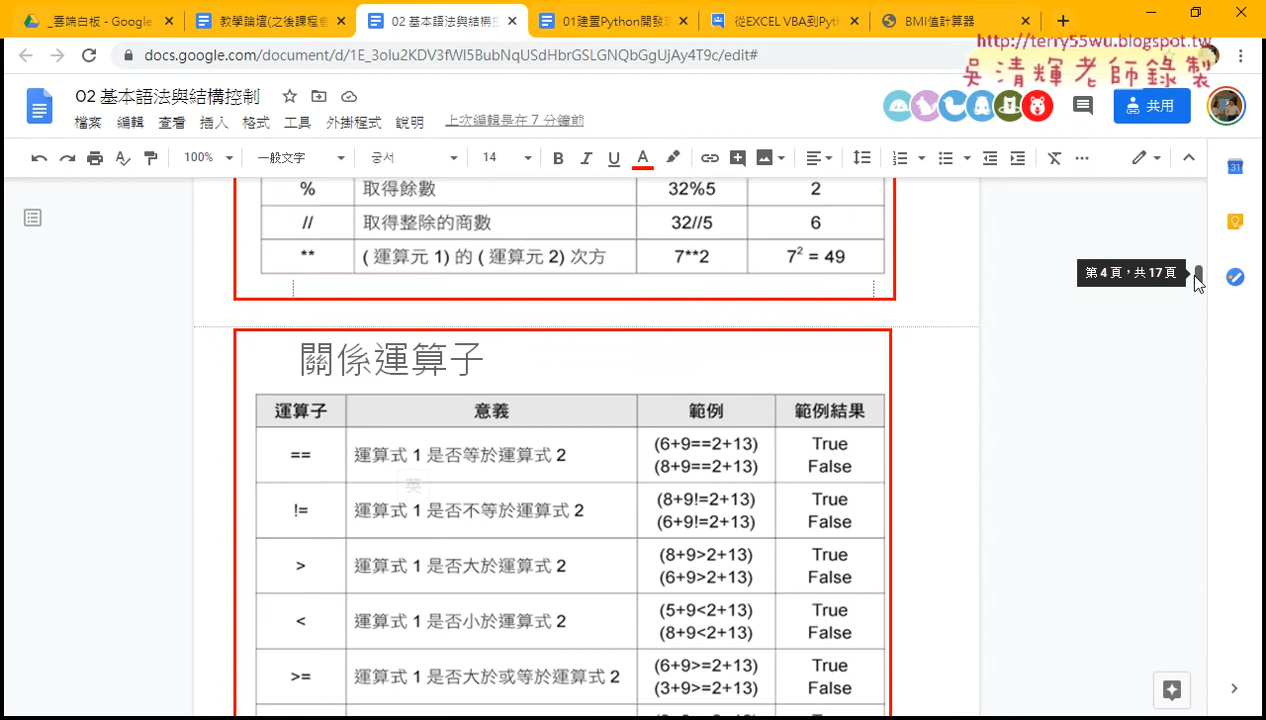 _雲端白板 - Google
教學論壇(之後課程會
02 基本語法與結構控
01建置Python開發環
從EXCEL VBA到Pyth
BMI值計算器
docs.google.com/document/d/1E_3oIu2KDV3fWI5BubNqUSdHbrGSLGNQbGgUjAy4T9c/edit#
http://terry55wu.blogspot.tw
吳清輝老師錄製
02 基本語法與結構控制
檔案 編輯 查看 插入 格式 工具 外掛程式 說明 上次編輯是在 7 分鐘前
共用
100% 一般文字 궁서 14 B I U A
31
% 取得餘數 32%5 2
// 取得整除的商數 32//5 6
** ( 運算元 1) 的 ( 運算元 2) 次方 7**2 7² = 49
第 4 頁，共 17 頁
關係運算子
運算子 意義 範例 範例結果
== 運算式 1 是否等於運算式 2 (6+9==2+13) True
(8+9==2+13) False
英
!= 運算式 1 是否不等於運算式 2 (8+9!=2+13) True
(6+9!=2+13) False
> 運算式 1 是否大於運算式 2 (8+9>2+13) True
(6+9>2+13) False
< 運算式 1 是否小於運算式 2 (5+9<2+13) True
(8+9<2+13) False
>= 運算式 1 是否大於或等於運算式 2 (6+9>=2+13) True
(3+9>=2+13) False